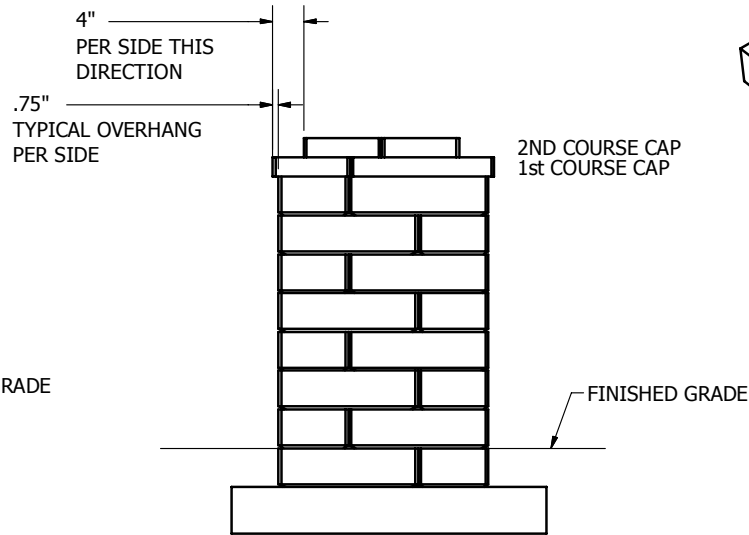 4"
PER SIDE THIS
DIRECTION
.75"
TYPICAL OVERHANG
PER SIDE
2ND COURSE CAP
1st COURSE CAP
RADE
FINISHED GRADE